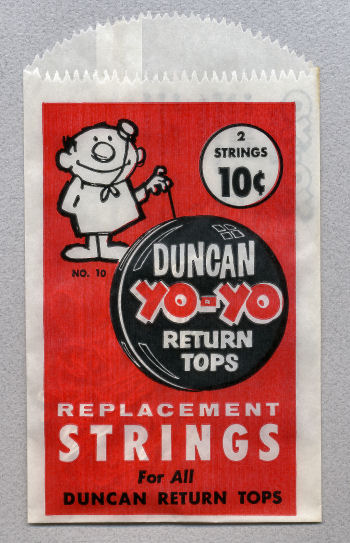 2
STRINGS
10¢
NO. 10
DUNCAN
YO-YO
RETURN
TOPS
REPLACEMENT
STRINGS
For All
DUNCAN RETURN TOPS